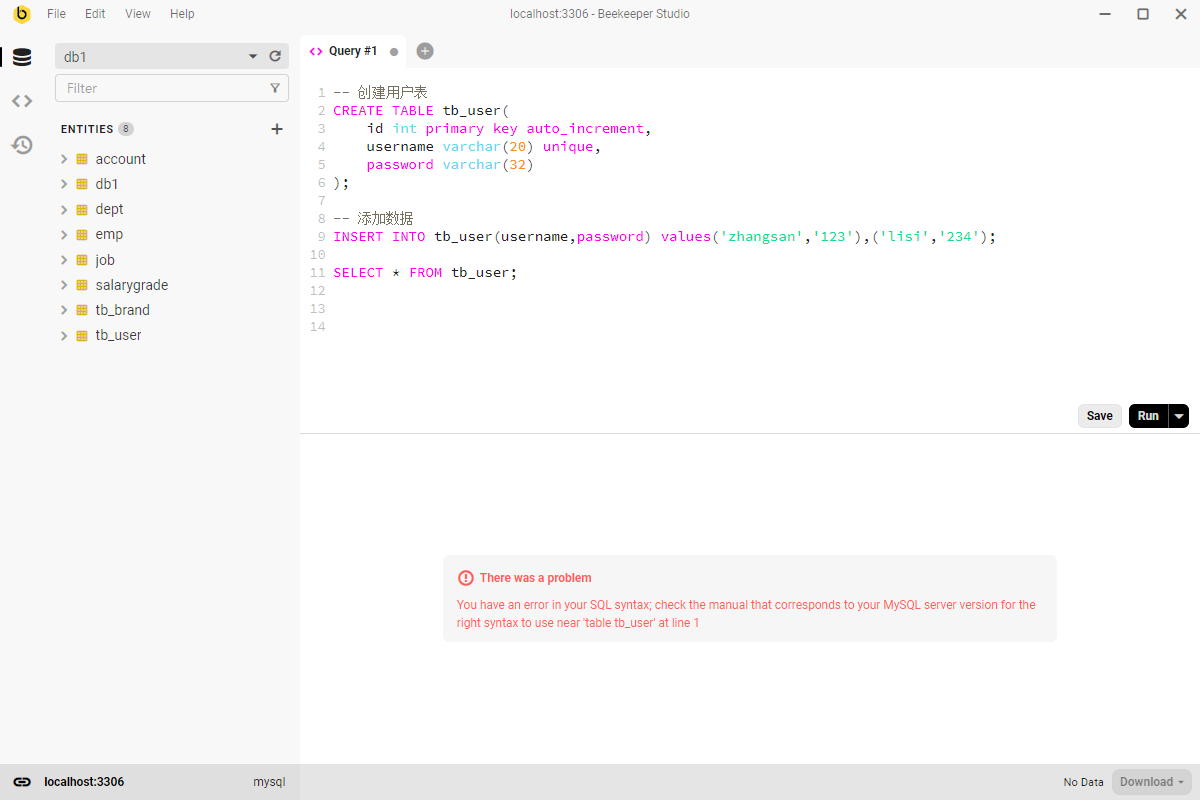 b File Edit View Help localhost:3306 - Beekeeper Studio
db1
Filter
ENTITIES 8 +
account
db1
dept
emp
job
salarygrade
tb_brand
tb_user
<> Query #1
1 -- 创建用户表
2 CREATE TABLE tb_user(
3 id int primary key auto_increment,
4 username varchar(20) unique,
5 password varchar(32)
6 );
7
8 -- 添加数据
9 INSERT INTO tb_user(username,password) values('zhangsan','123'),('lisi','234');
10
11 SELECT * FROM tb_user;
12
13
14
Save Run
There was a problem
You have an error in your SQL syntax; check the manual that corresponds to your MySQL server version for the
right syntax to use near 'table tb_user' at line 1
localhost:3306 mysql No Data Download